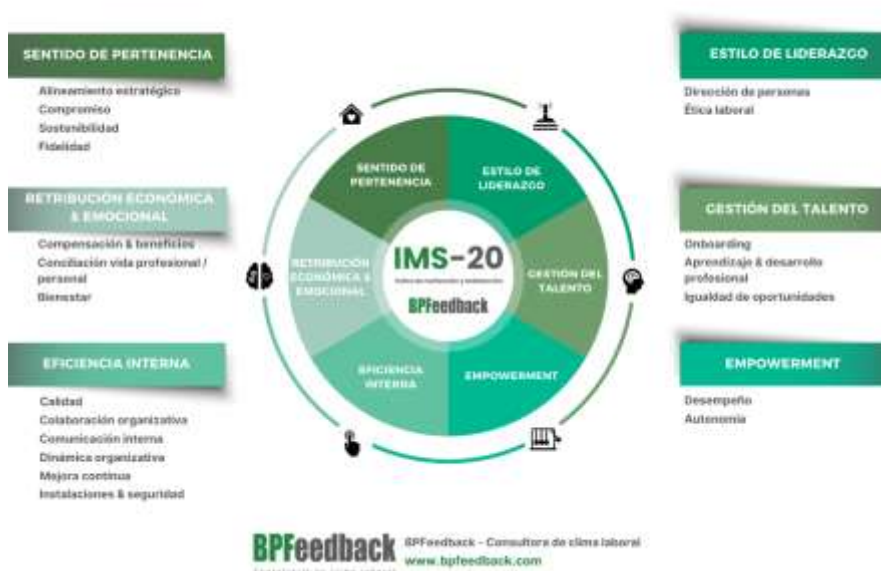 SENTIDO DE PERTENENCIA
Alineamiento estratégico
Compromiso
Sostenibilidad
Fidelidad
RETRIBUCIÓN ECONÓMICA
& EMOCIONAL
Compensación & beneficios
Conciliación vida profesional /
personal
Bienestar
EFICIENCIA INTERNA
Calidad
Colaboración organizativa
Comunicación interna
Dinámica organizativa
Mejora continua
Instalaciones & seguridad
SENTIDO DE
PERTENENCIA
ESTILO DE
LIDERAZGO
RETRIBUCIÓN
ECONÓMICA &
EMOCIONAL
IMS-20
BPFeedback
GESTIÓN DEL
TALENTO
EFICIENCIA
INTERNA
EMPOWERMENT
ESTILO DE LIDERAZGO
Dirección de personas
Ética laboral
GESTIÓN DEL TALENTO
Onboarding
Aprendizaje & desarrollo
profesional
Igualdad de oportunidades
EMPOWERMENT
Desempeño
Autonomía
BPFeedback
BPFeedback - Consultora de clima laboral
www.bpfeedback.com